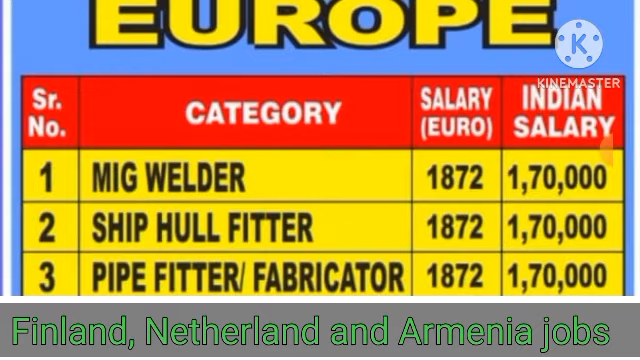 EUROPE
K
KINEMASTER
Sr. No. CATEGORY SALARY (EURO) INDIAN SALARY
1 MIG WELDER 1872 1,70,000
2 SHIP HULL FITTER 1872 1,70,000
3 PIPE FITTER/ FABRICATOR 1872 1,70,000
Finland, Netherland and Armenia jobs